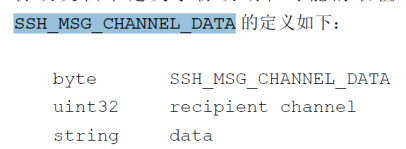 SSH_MSG_CHANNEL_DATA 的定义如下:
byte SSH_MSG_CHANNEL_DATA
uint32 recipient channel
string data